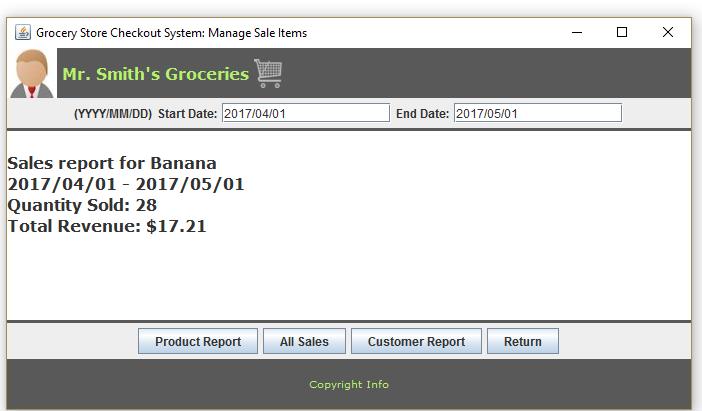 Grocery Store Checkout System: Manage Sale Items
Mr. Smith's Groceries
(YYYY/MM/DD) Start Date: 2017/04/01 End Date: 2017/05/01
Sales report for Banana
2017/04/01 - 2017/05/01
Quantity Sold: 28
Total Revenue: $17.21
Product Report All Sales Customer Report Return
Copyright Info